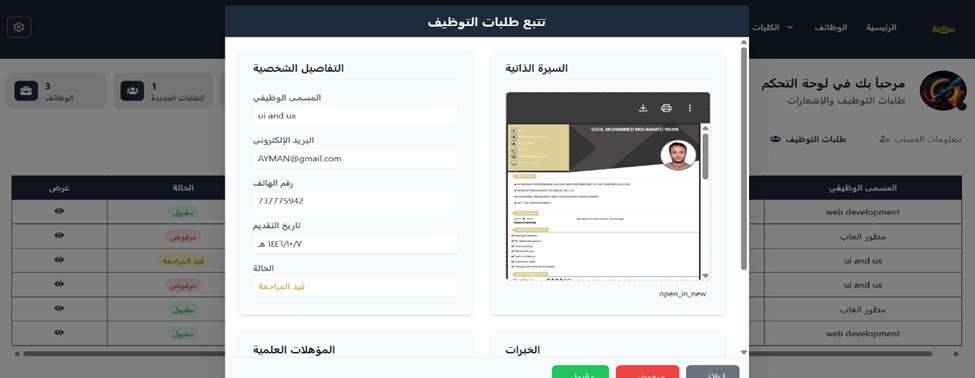 تتبع طلبات التوظيف
الرئيسية
الوظائف
الكليات
مرحباً بك في لوحة التحكم
طلبات التوظيف والإشعارات
الطلبات الجديدة 1
الوظائف 3
معلومات الحساب
طلبات التوظيف
السيرة الذاتية
SUHIL MOHAMMED MOHAMMED YAHYA
open_in_new
التفاصيل الشخصية
المسمى الوظيفي
ui and ux
البريد الإلكتروني
AYMAN@gmail.com
رقم الهاتف
737775942
تاريخ التقديم
١٤٤٦/١٠/٧ هـ
الحالة
قيد المراجعة
الخبرات
المؤهلات العلمية
إغلاق
مرفوض
مقبول
المسمى الوظيفي
الحالة
عرض
web development
مقبول
مطور العاب
مرفوض
ui and ux
قيد المراجعة
ui and ux
مرفوض
مطور العاب
مقبول
web development
مقبول